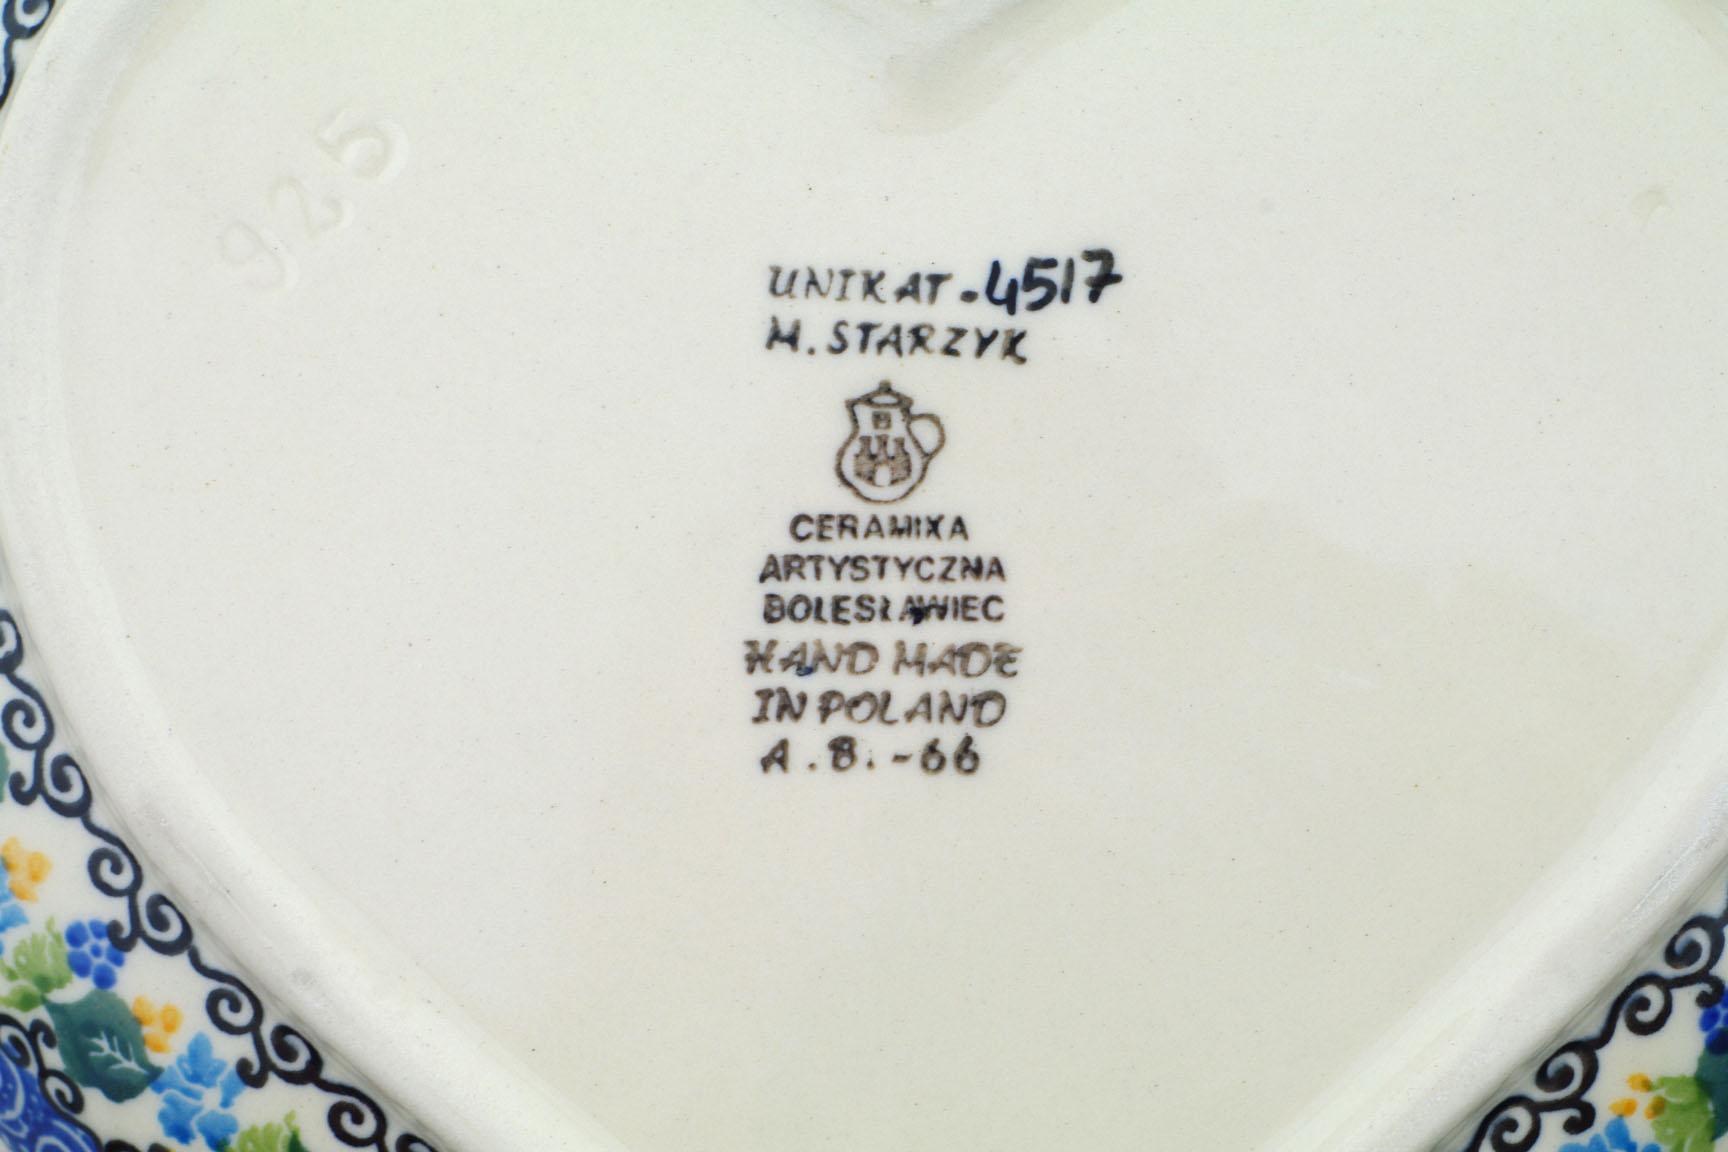 925
UNIKAT-4517
M. STARZYK
CERAMIKA
ARTYSTYCZNA
BOLESŁAWIEC
HAND MADE
IN POLAND
A.B.-66